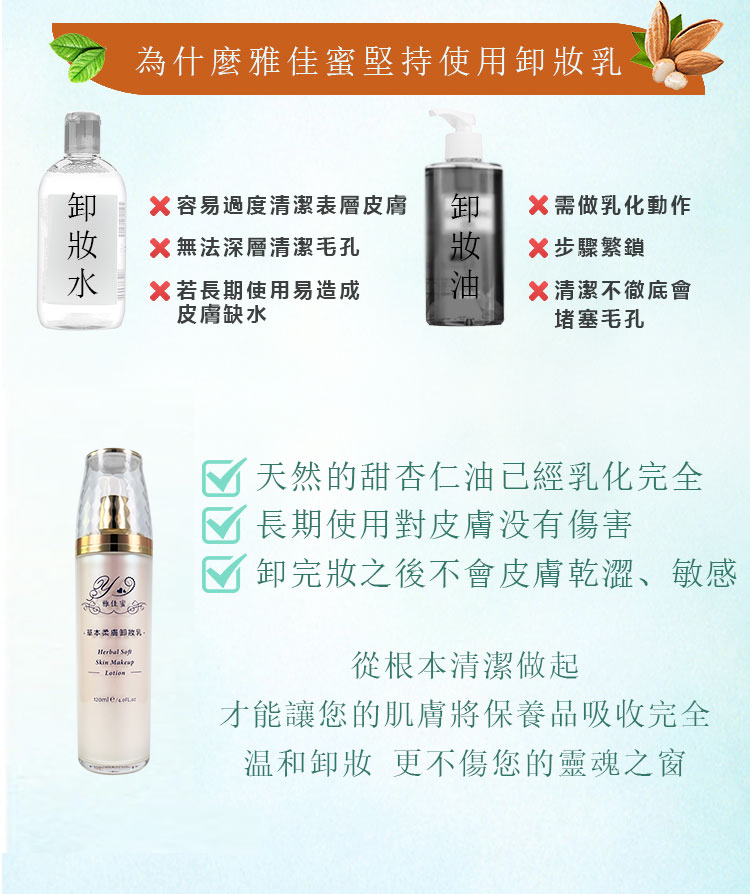 為什麼雅佳蜜堅持使用卸妝乳
卸妝水
容易過度清潔表層皮膚
無法深層清潔毛孔
若長期使用易造成
皮膚缺水
卸妝油
需做乳化動作
步驟繁鎖
清潔不徹底會
堵塞毛孔
天然的甜杏仁油已經乳化完全
長期使用對皮膚没有傷害
卸完妝之後不會皮膚乾澀、敏感
雅佳蜜
草本柔膚卸妝乳
Herbal Soft
Skin Makeup
Lotion
120ml e/4.0fl.oz
從根本清潔做起
才能讓您的肌膚將保養品吸收完全
温和卸妝 更不傷您的靈魂之窗